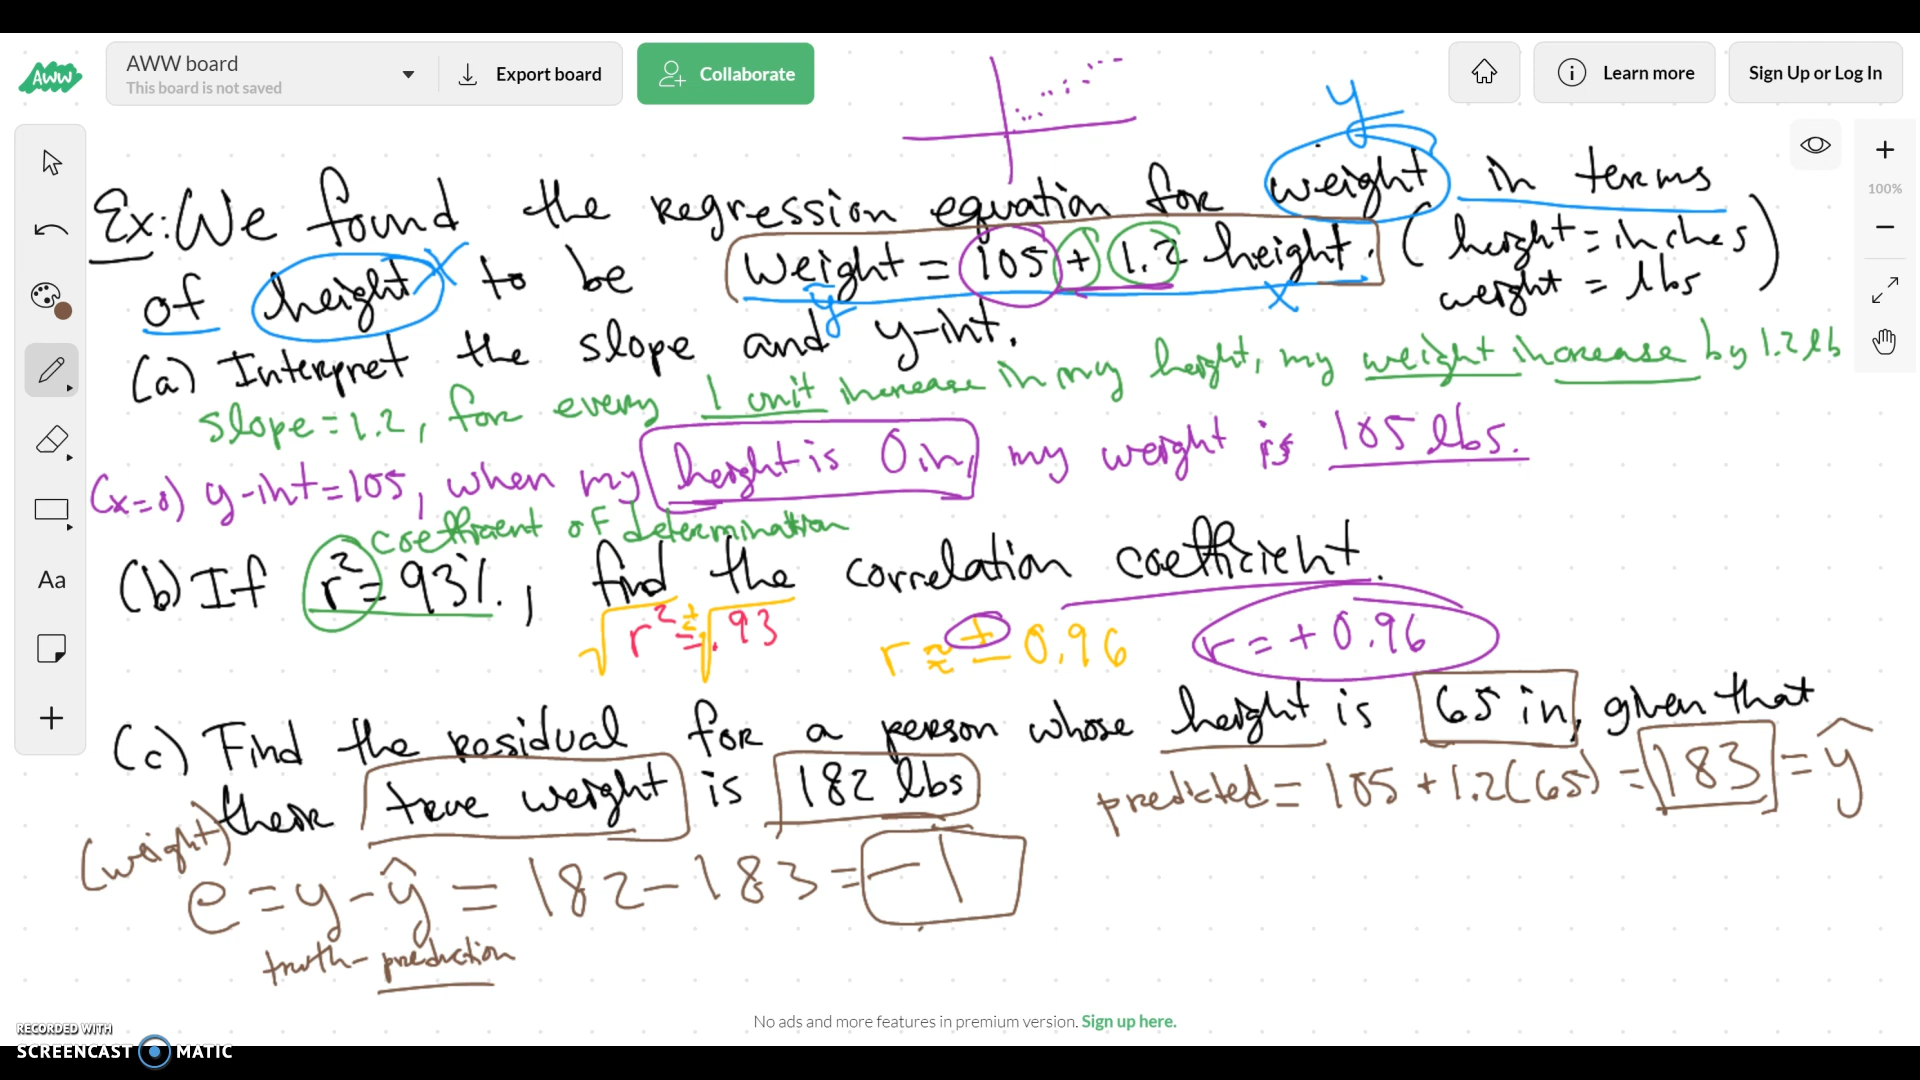 AWW
AWW board
This board is not saved
Export board
Collaborate
Learn more
Sign Up or Log In
100%
Aa
y
Ex: We found the regression equation for weight in terms
of height x to be Weight = 105 + 1.2 height. (height = inches
y x weight = lbs)
(a) Interpret the slope and y-int.
slope = 1.2, for every 1 unit increase in my height, my weight increase by 1.2 lb
(x=0) y-int = 105, when my height is 0 in, my weight is 105 lbs.
coefficient of determination
(b) If r² = 93%, find the correlation coefficient.
√r² = ±√.93 r ≈ ± 0.96 r = + 0.96
(c) Find the residual for a person whose height is 65 in, given that
there true weight is 182 lbs
predicted = 105 + 1.2(65) = 183 = ŷ
(weight)
e = y - ŷ = 182 - 183 = -1
truth - prediction
No ads and more features in premium version. Sign up here.
RECORDED WITH
SCREENCAST MATIC